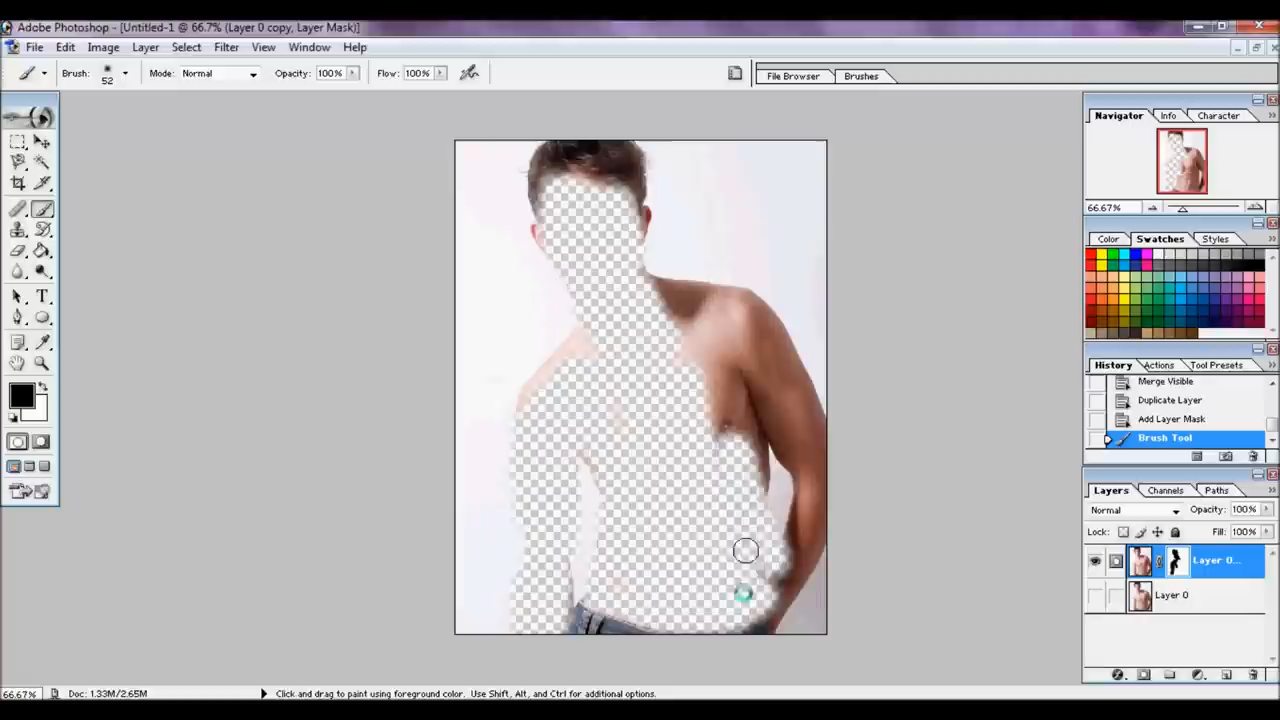 Adobe Photoshop - [Untitled-1 @ 66.7% (Layer 0 copy, Layer Mask)]
File Edit Image Layer Select Filter View Window Help
Brush: 52 Mode: Normal Opacity: 100% Flow: 100% File Browser Brushes
Navigator Info Character
66.67%
Color Swatches Styles
T
History Actions Tool Presets
Merge Visible
Duplicate Layer
Add Layer Mask
Brush Tool
Layers Channels Paths
Normal Opacity: 100%
Lock: Fill: 100%
Layer 0...
Layer 0
66.67% Doc: 1.33M/2.65M Click and drag to paint using foreground color. Use Shift, Alt, and Ctrl for additional options.